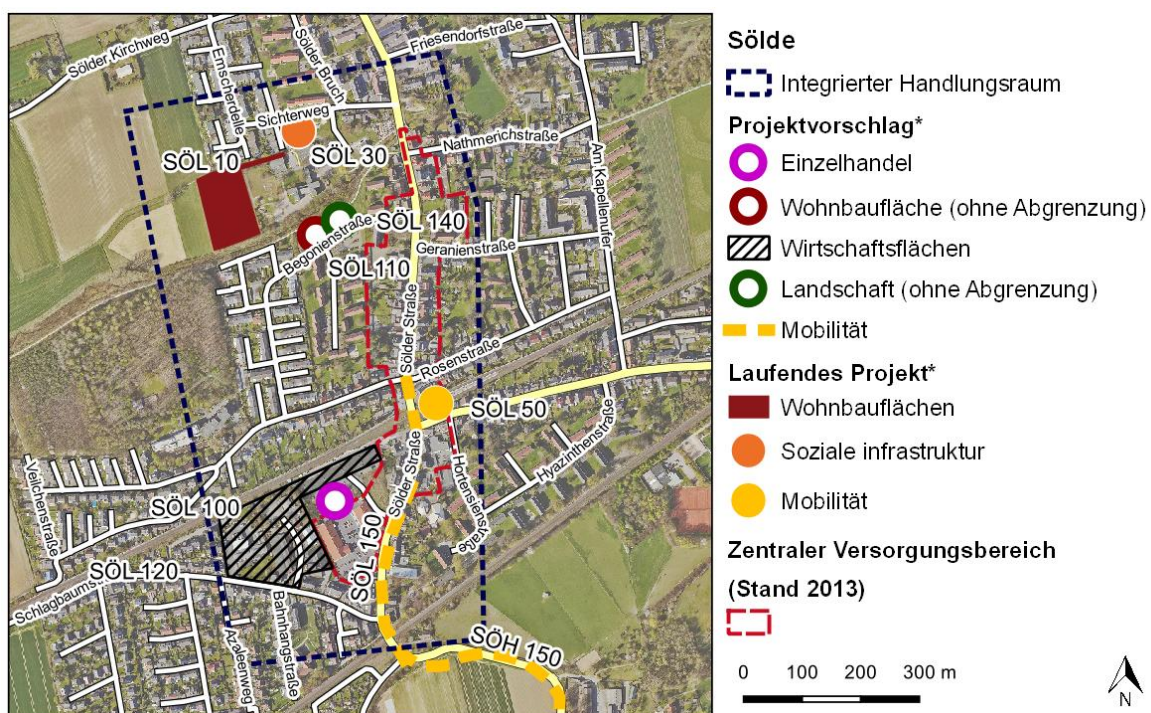 Sölder Kirchweg
Emscherdelle
Sölder Bruch
Friesendorfstraße
Sichterweg
Nathmerichstraße
SÖL 10
SÖL 30
Am Kapellenufer
Begonienstraße
SÖL 140
Geranienstraße
SÖL110
Sölder Straße
Rosenstraße
SÖL 50
Hyazinthenstraße
Hortensienstraße
Sölder Straße
Veilchenstraße
SÖL 100
SÖL 150
SÖL 120
Schlagbaumst
Bahnhangstraße
Azaleenweg
SÖH 150
Sölde
Integrierter Handlungsraum
Projektvorschlag*
Einzelhandel
Wohnbaufläche (ohne Abgrenzung)
Wirtschaftsflächen
Landschaft (ohne Abgrenzung)
Mobilität
Laufendes Projekt*
Wohnbauflächen
Soziale infrastruktur
Mobilität
Zentraler Versorgungsbereich
(Stand 2013)
0 100 200 300 m
N